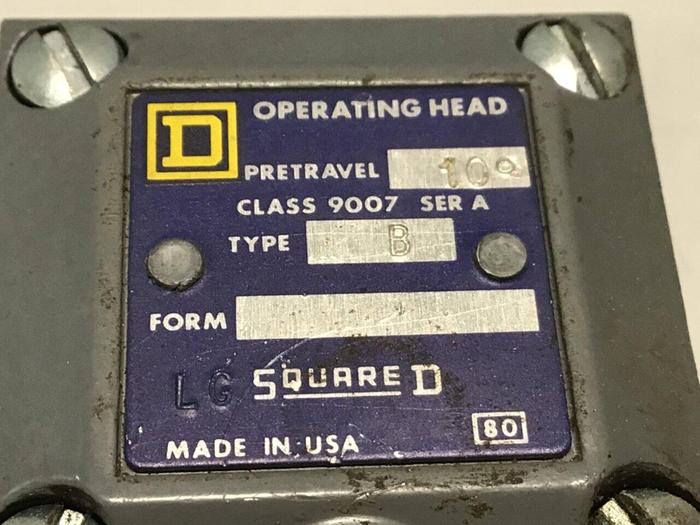 D OPERATING HEAD
PRETRAVEL 10°
CLASS 9007 SER A
TYPE B
FORM
LG SQUARE D
MADE IN USA 80